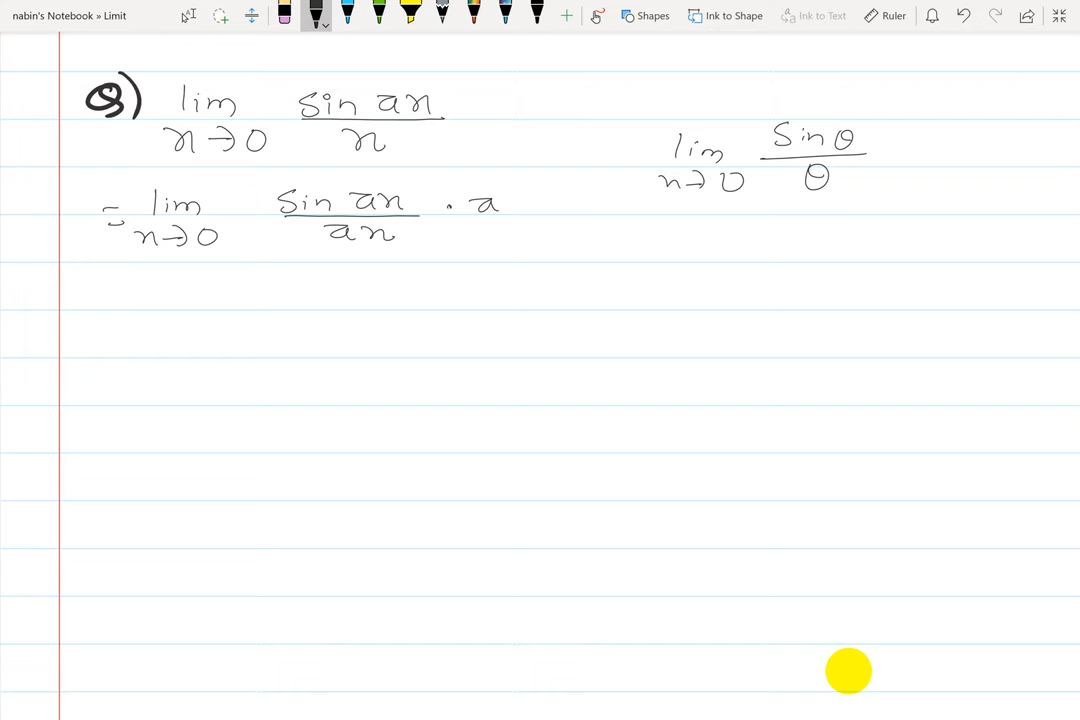 nabin's Notebook » Limit Shapes Ink to Shape Ink to Text Ruler
Q) lim x→0 sin ax / x
lim x→0 sin θ / θ
= lim x→0 sin ax / ax . a